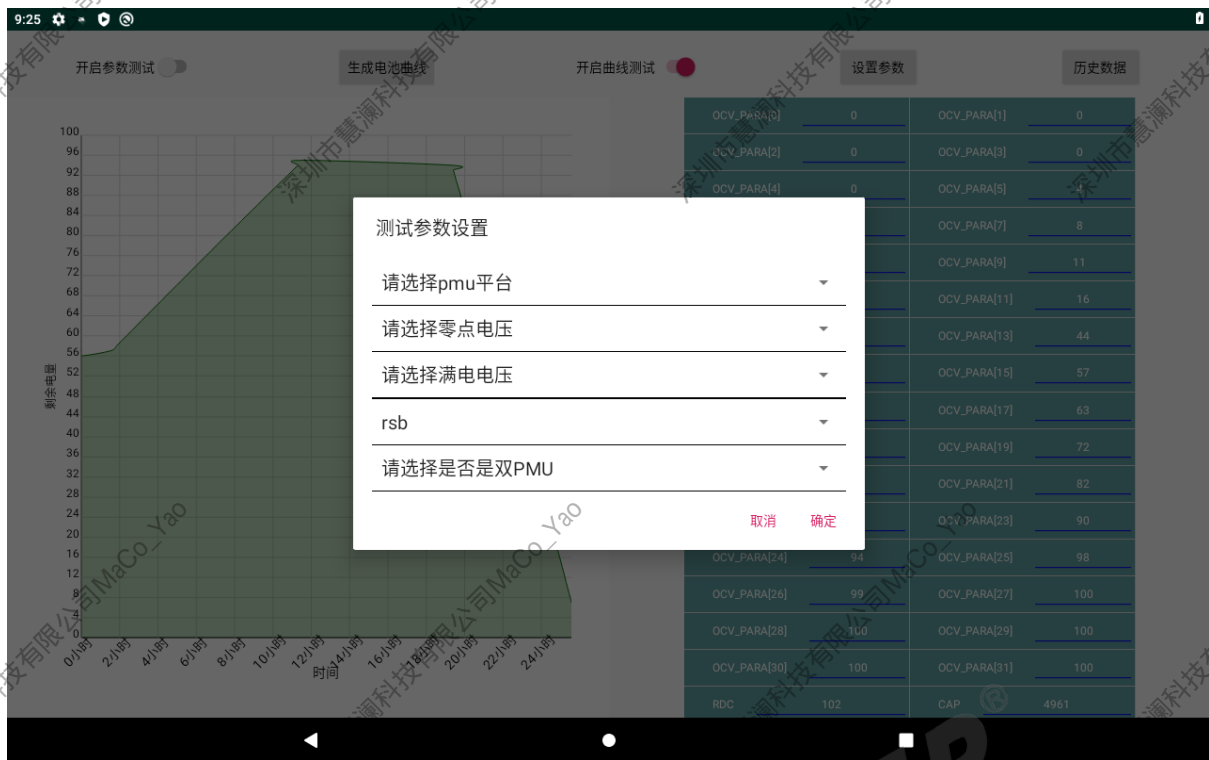 9:25
开启参数测试
生成电池曲线
开启曲线测试
设置参数
历史数据
OCV_PARA[0] 0 OCV_PARA[1] 0
OCV_PARA[2] 0 OCV_PARA[3] 0
OCV_PARA[4] 0 OCV_PARA[5] 4
OCV_PARA[7] 8
OCV_PARA[9] 11
OCV_PARA[11] 16
OCV_PARA[13] 44
OCV_PARA[15] 57
OCV_PARA[17] 63
OCV_PARA[19] 72
OCV_PARA[21] 82
OCV_PARA[23] 90
OCV_PARA[24] 94 OCV_PARA[25] 98
OCV_PARA[26] 99 OCV_PARA[27] 100
OCV_PARA[28] 100 OCV_PARA[29] 100
OCV_PARA[30] 100 OCV_PARA[31] 100
RDC 102 CAP 4961
测试参数设置
请选择pmu平台
请选择零点电压
请选择满电电压
rsb
请选择是否是双PMU
取消 确定
100
96
92
88
84
80
76
72
68
64
60
56
52
48
44
40
36
32
28
24
20
16
12
8
4
0
剩余电量
0小时 2小时 4小时 6小时 8小时 10小时 12小时 14小时 16小时 18小时 20小时 22小时 24小时
时间
深圳市慧澜科技有限公司MaCo_Yao